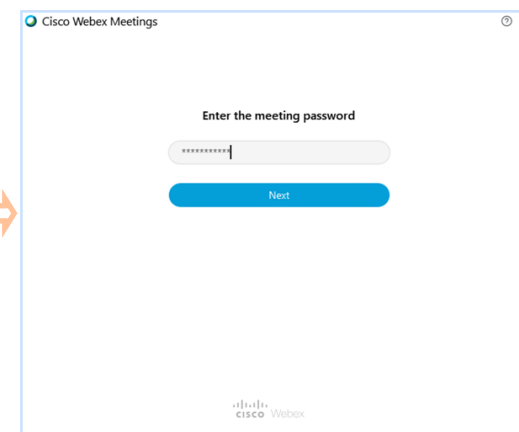 Cisco Webex Meetings
Enter the meeting password
***********
Next
CISCO Webex